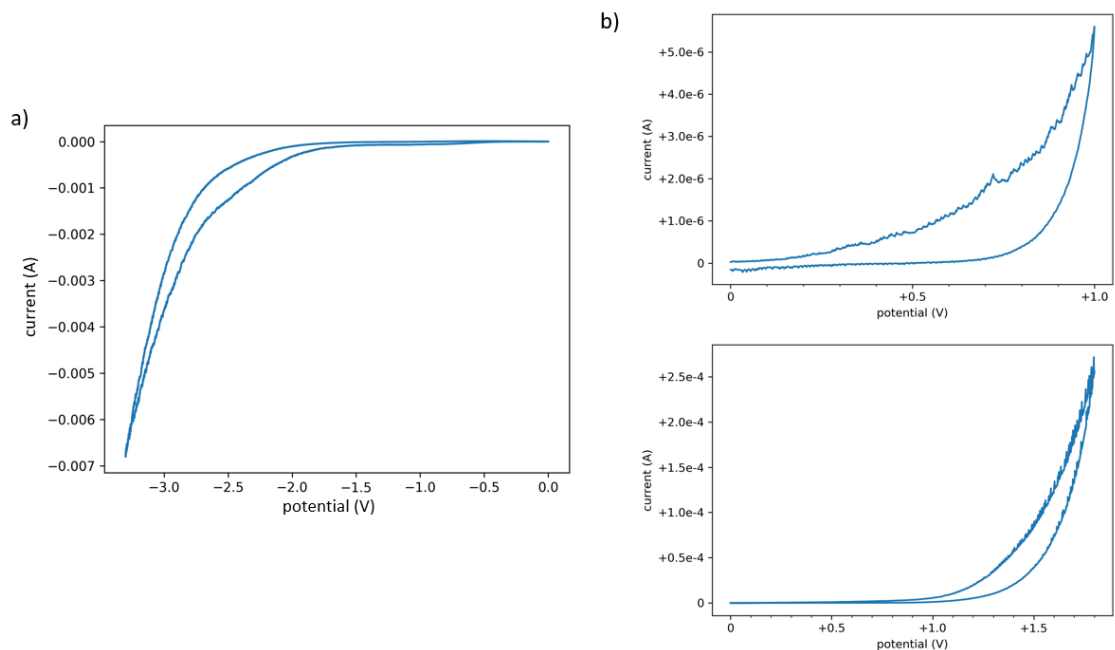 a)
0.000
−0.001
−0.002
−0.003
−0.004
−0.005
−0.006
−0.007
current (A)
−3.0 −2.5 −2.0 −1.5 −1.0 −0.5 0.0
potential (V)
b)
+5.0e-6
+4.0e-6
+3.0e-6
+2.0e-6
+1.0e-6
0
current (A)
0 +0.5 +1.0
potential (V)
+2.5e-4
+2.0e-4
+1.5e-4
+1.0e-4
+0.5e-4
0
current (A)
0 +0.5 +1.0 +1.5
potential (V)